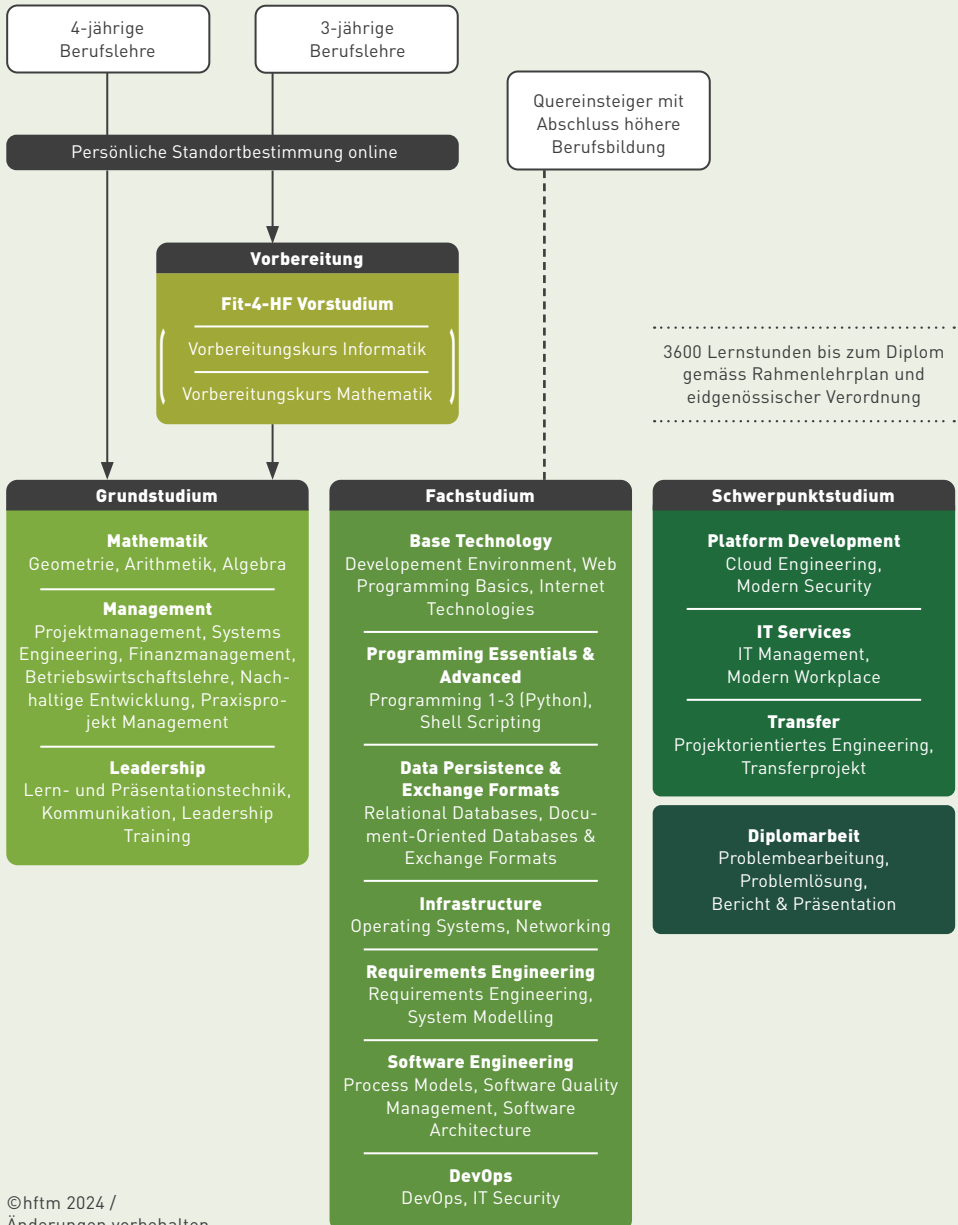 4-jährige
Berufslehre
3-jährige
Berufslehre
Quereinsteiger mit
Abschluss höhere
Berufsbildung
Persönliche Standortbestimmung online
Vorbereitung
Fit-4-HF Vorstudium
Vorbereitungskurs Informatik
Vorbereitungskurs Mathematik
3600 Lernstunden bis zum Diplom
gemäss Rahmenlehrplan und
eidgenössischer Verordnung
Grundstudium
Mathematik
Geometrie, Arithmetik, Algebra
Management
Projektmanagement, Systems
Engineering, Finanzmanagement,
Betriebswirtschaftslehre, Nach-
haltige Entwicklung, Praxispro-
jekt Management
Leadership
Lern- und Präsentationstechnik,
Kommunikation, Leadership
Training
Fachstudium
Base Technology
Developement Environment, Web
Programming Basics, Internet
Technologies
Programming Essentials &
Advanced
Programming 1-3 (Python),
Shell Scripting
Data Persistence &
Exchange Formats
Relational Databases, Docu-
ment-Oriented Databases &
Exchange Formats
Infrastructure
Operating Systems, Networking
Requirements Engineering
Requirements Engineering,
System Modelling
Software Engineering
Process Models, Software Quality
Management, Software
Architecture
DevOps
DevOps, IT Security
Schwerpunktstudium
Platform Development
Cloud Engineering,
Modern Security
IT Services
IT Management,
Modern Workplace
Transfer
Projektorientiertes Engineering,
Transferprojekt
Diplomarbeit
Problembearbeitung,
Problemlösung,
Bericht & Präsentation
©hftm 2024 /
Änderungen vorbehalten